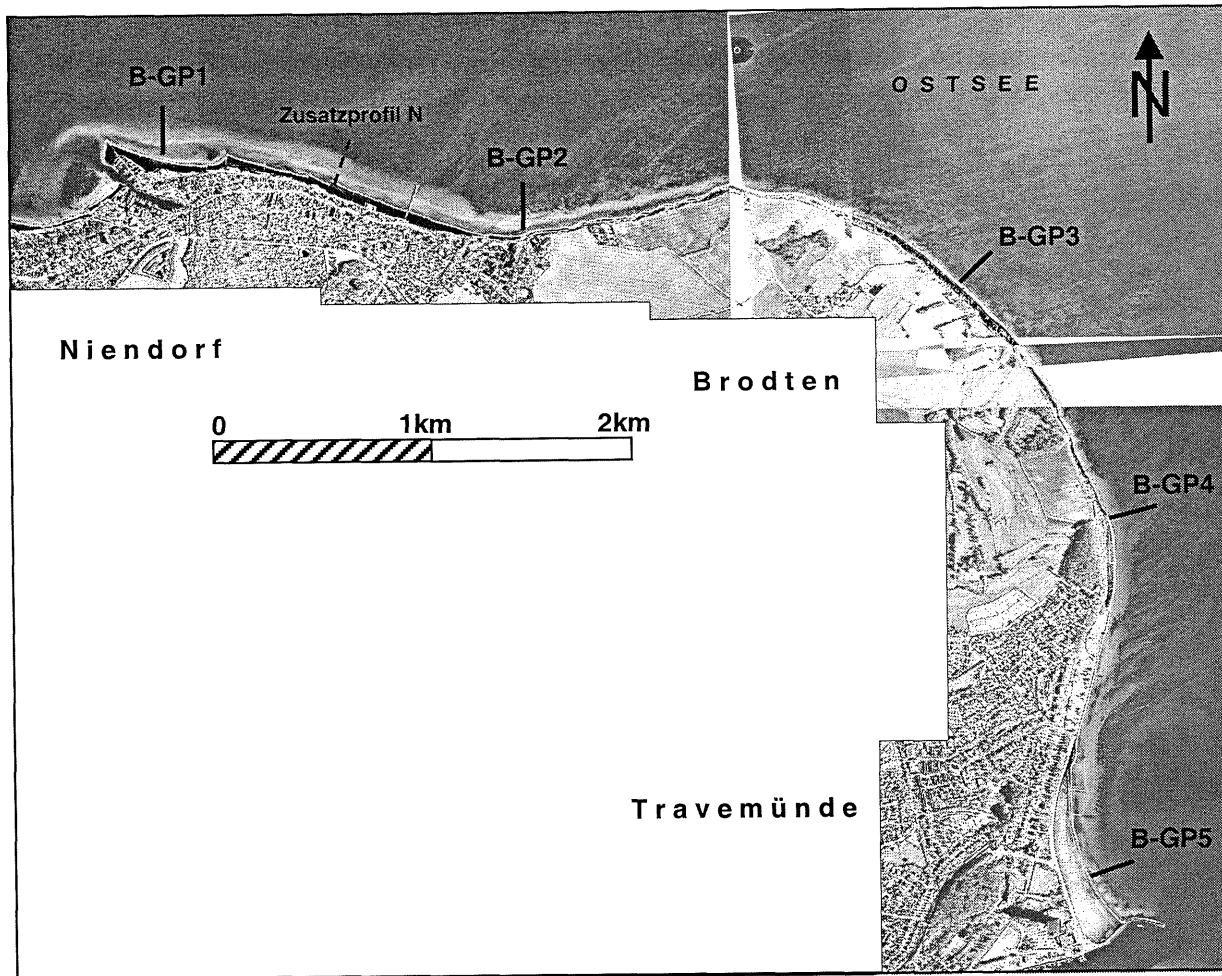 B-GP1
OSTSEE
N
Zusatzprofil N
B-GP2
B-GP3
Niendorf
Brodten
0 1km 2km
B-GP4
Travemünde
B-GP5